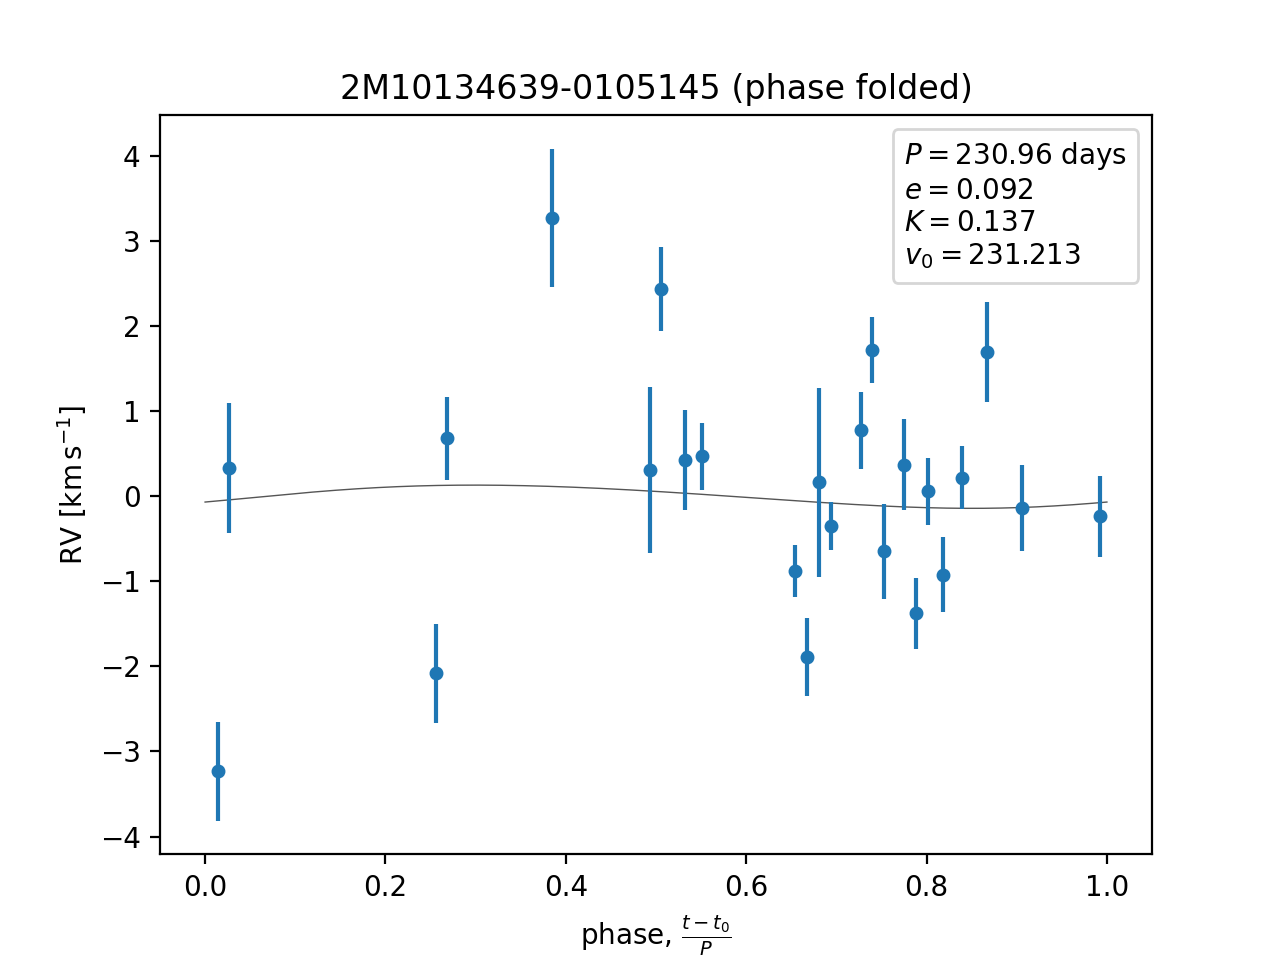 2M10134639-0105145 (phase folded)
P = 230.96 days
e = 0.092
K = 0.137
v₀ = 231.213
RV [km s⁻¹]
4
3
2
1
0
−1
−2
−3
−4
0.0 0.2 0.4 0.6 0.8 1.0
phase, (t − t₀)/P